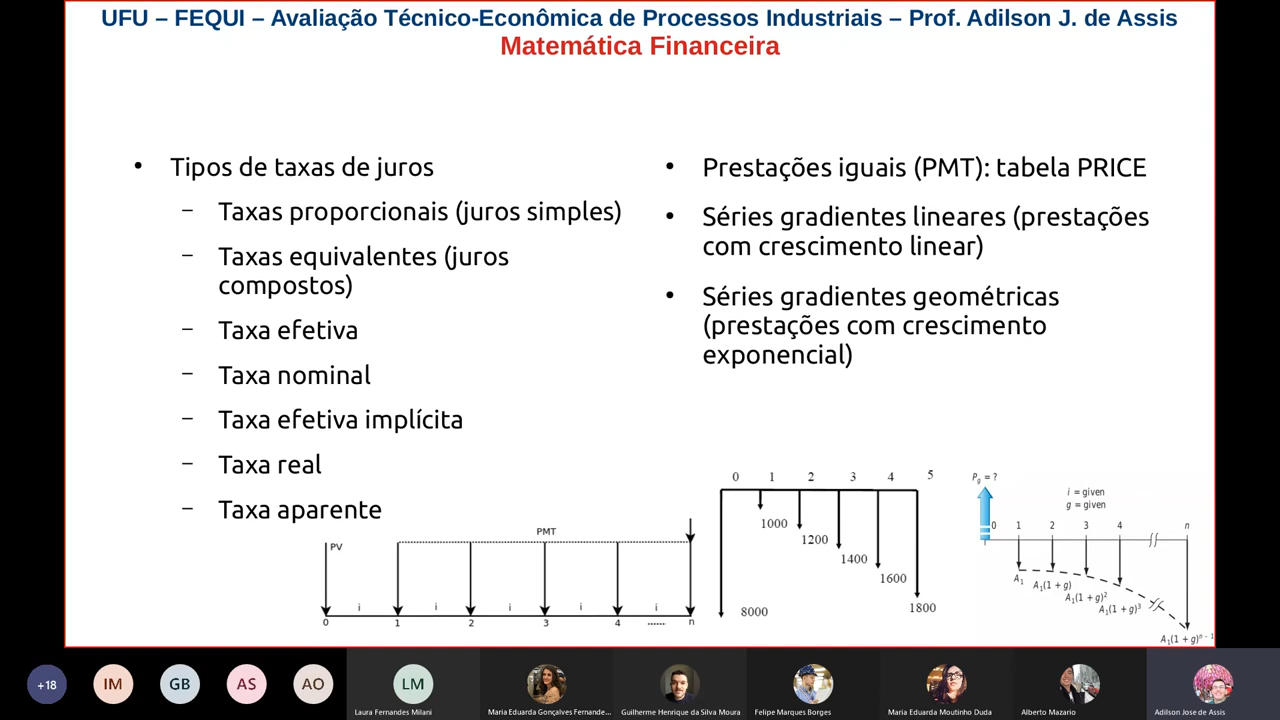 UFU – FEQUI – Avaliação Técnico-Econômica de Processos Industriais – Prof. Adilson J. de Assis
Matemática Financeira
• Tipos de taxas de juros
– Taxas proporcionais (juros simples)
– Taxas equivalentes (juros
compostos)
– Taxa efetiva
– Taxa nominal
– Taxa efetiva implícita
– Taxa real
– Taxa aparente
• Prestações iguais (PMT): tabela PRICE
• Séries gradientes lineares (prestações
com crescimento linear)
• Séries gradientes geométricas
(prestações com crescimento
exponencial)
PMT
PV
i i i i i
0 1 2 3 4 ...... n
0 1 2 3 4 5
1000
1200
1400
1600
1800
8000
Pg = ?
i = given
g = given
0 1 2 3 4 n
A1
A1(1 + g)
A1(1 + g)²
A1(1 + g)³
A1(1 + g)ⁿ⁻¹
+18
IM
GB
AS
AO
LM
Laura Fernandes Milani
Maria Eduarda Gonçalves Fernande...
Guilherme Henrique da Silva Moura
Felipe Marques Borges
Maria Eduarda Moutinho Duda
Alberto Mazario
Adilson Jose de Assis